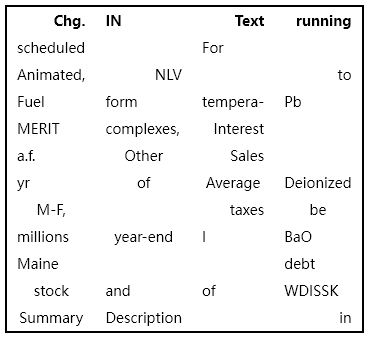 Chg. IN Text running
scheduled For
Animated, NLV to
Fuel form tempera- Pb
MERIT complexes, Interest
a.f. Other Sales
yr of Average Deionized
M-F, taxes be
millions year-end I BaO
Maine debt
stock and of WDISSK
Summary Description in